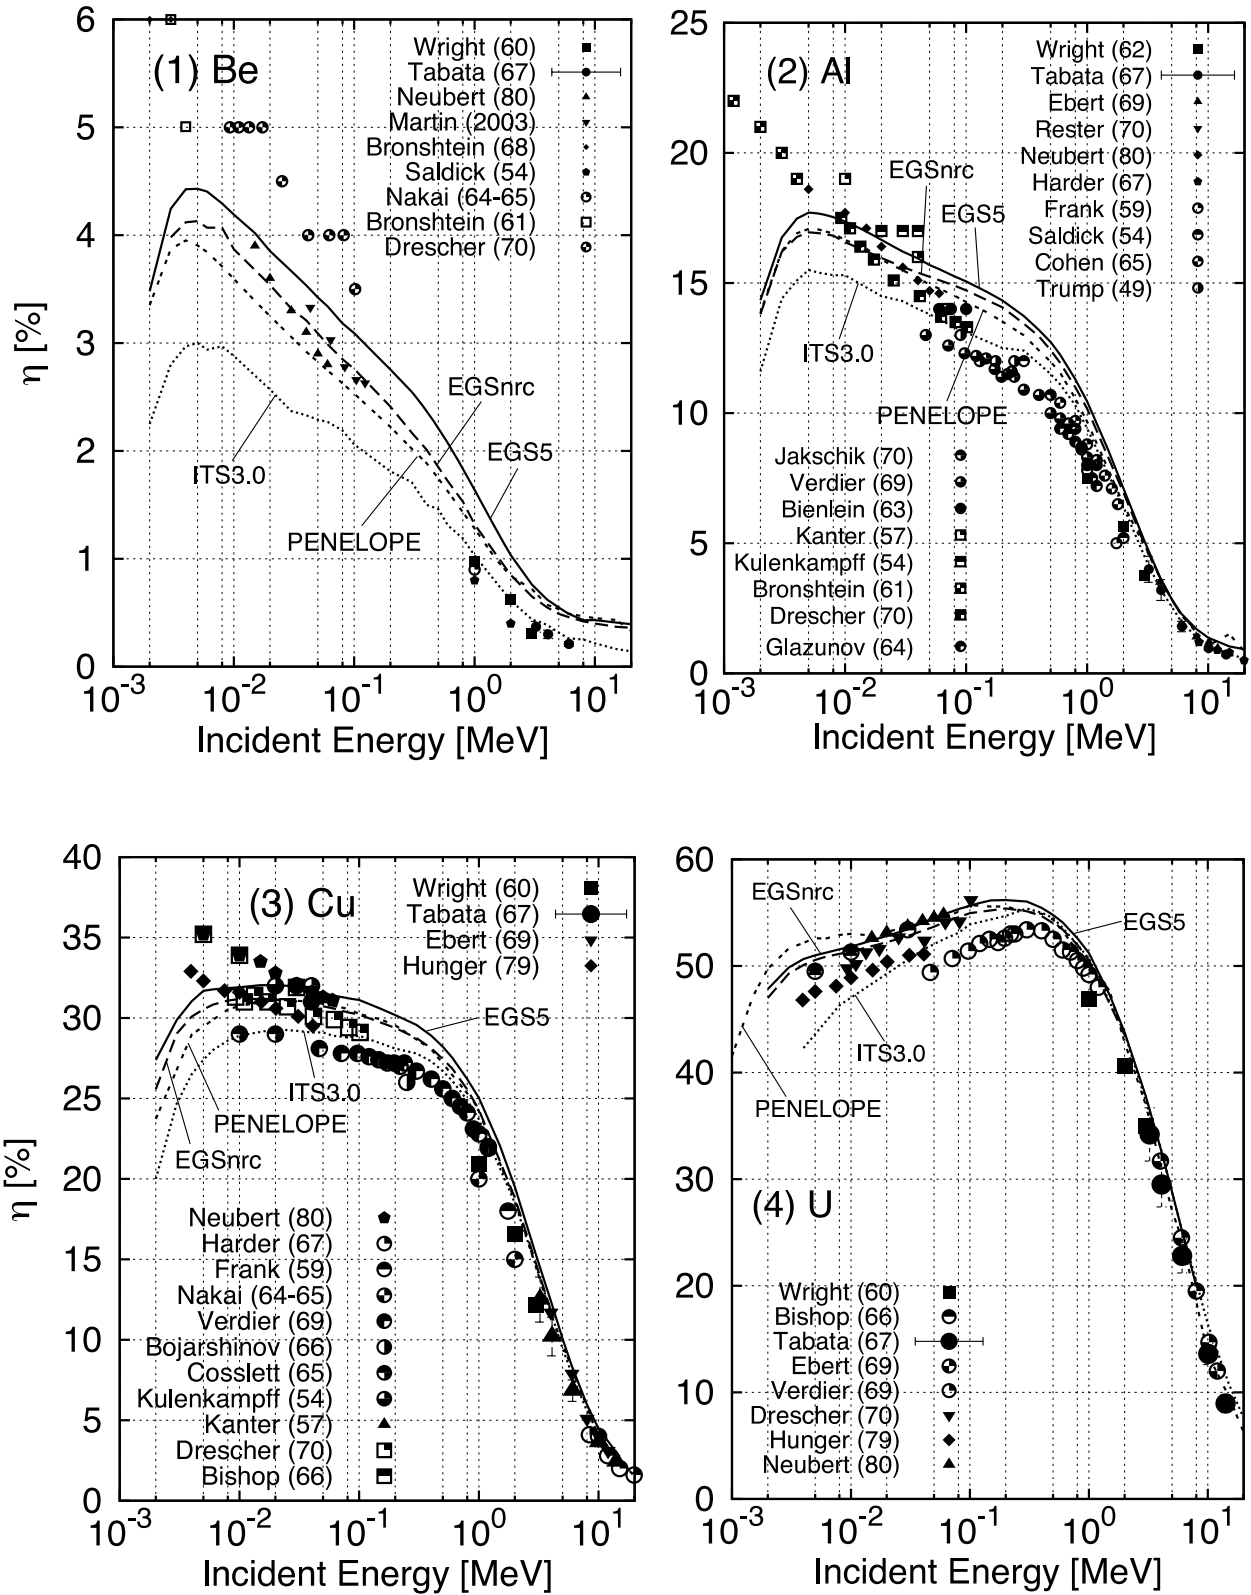 (1) Be
Wright (60)
Tabata (67)
Neubert (80)
Martin (2003)
Bronshtein (68)
Saldick (54)
Nakai (64-65)
Bronshtein (61)
Drescher (70)
EGSnrc
EGS5
ITS3.0
PENELOPE
6
5
4
3
2
1
0
η [%]
10-2 10-1 100 101
Incident Energy [MeV]
(2) Al
Wright (62)
Tabata (67)
Ebert (69)
Rester (70)
Neubert (80)
Harder (67)
Frank (59)
Saldick (54)
Cohen (65)
Trump (49)
EGSnrc
EGS5
ITS3.0
PENELOPE
Jakschik (70)
Verdier (69)
Bienlein (63)
Kanter (57)
Kulenkampff (54)
Bronshtein (61)
Drescher (70)
Glazunov (64)
25
20
15
10
5
0
10-3 10-2 10-1 100 101
Incident Energy [MeV]
(3) Cu
Wright (60)
Tabata (67)
Ebert (69)
Hunger (79)
EGS5
ITS3.0
PENELOPE
EGSnrc
Neubert (80)
Harder (67)
Frank (59)
Nakai (64-65)
Verdier (69)
Bojarshinov (66)
Cosslett (65)
Kulenkampff (54)
Kanter (57)
Drescher (70)
Bishop (66)
40
35
30
25
20
15
10
5
0
η [%]
10-3 10-2 10-1 100 101
Incident Energy [MeV]
EGSnrc
EGS5
ITS3.0
PENELOPE
(4) U
Wright (60)
Bishop (66)
Tabata (67)
Ebert (69)
Verdier (69)
Drescher (70)
Hunger (79)
Neubert (80)
60
50
40
30
20
10
0
10-3 10-2 10-1 100 101
Incident Energy [MeV]